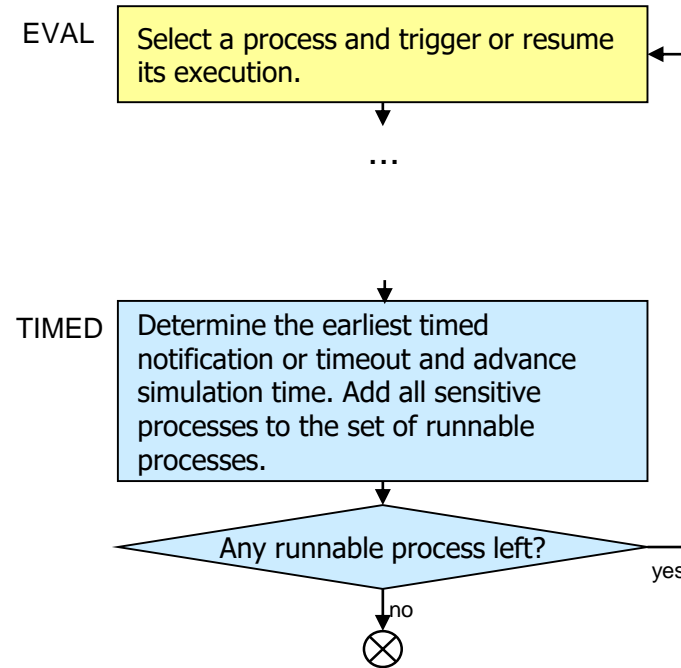 EVAL
Select a process and trigger or resume
its execution.
...
TIMED
Determine the earliest timed
notification or timeout and advance
simulation time. Add all sensitive
processes to the set of runnable
processes.
Any runnable process left?
yes
no